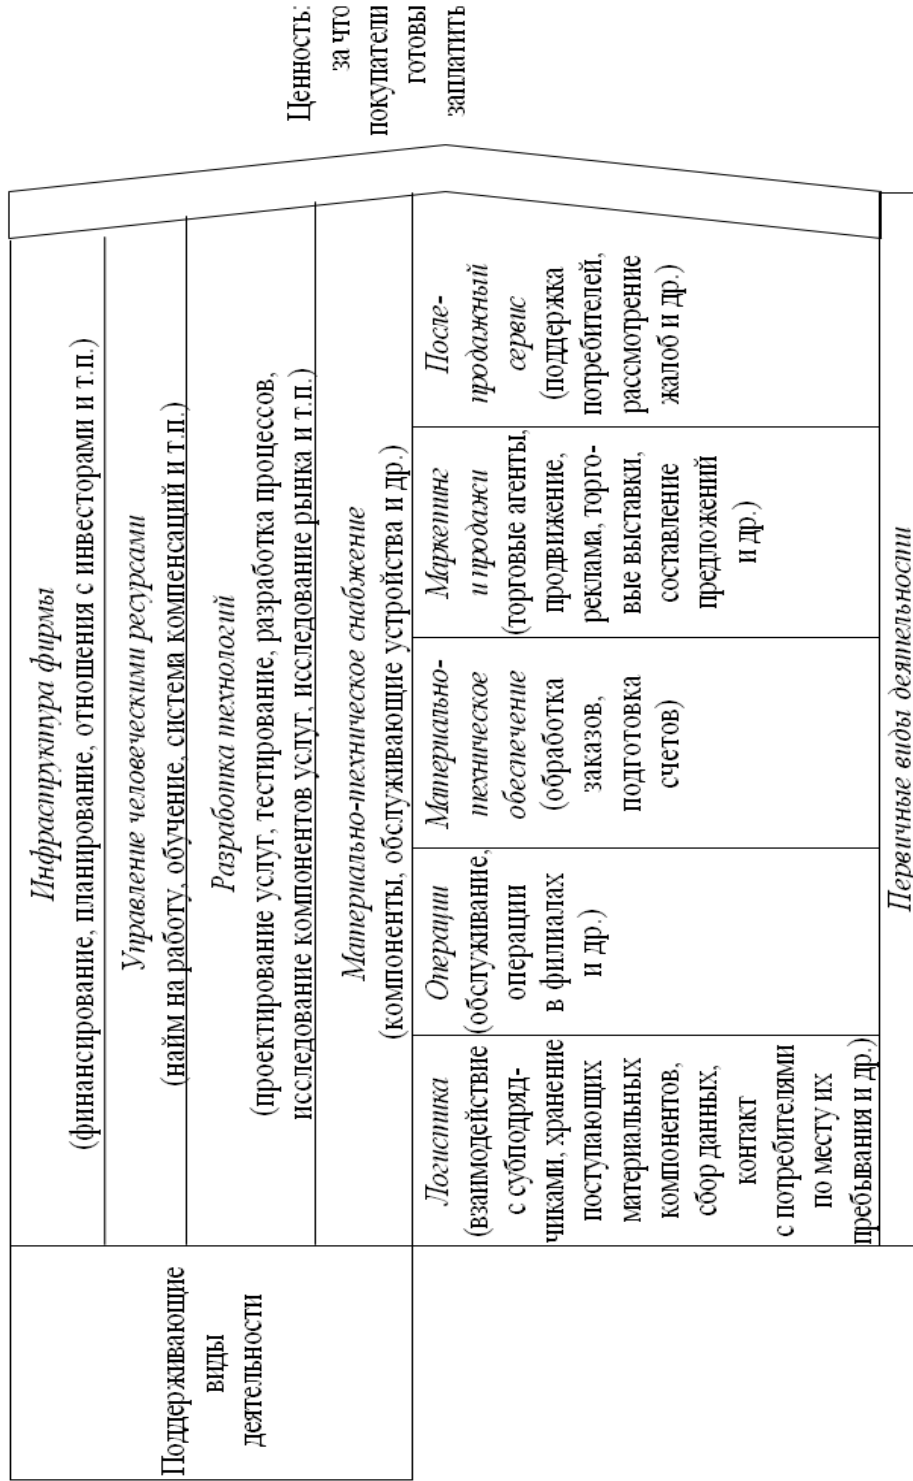 Поддерживающие
виды
деятельности
Инфраструктура фирмы
(финансирование, планирование, отношения с инвесторами и т.п.)
Управление человеческими ресурсами
(найм на работу, обучение, система компенсаций и т.п.)
Разработка технологий
(проектирование услуг, тестирование, разработка процессов,
исследование компонентов услуг, исследование рынка и т.п.)
Материально-техническое снабжение
(компоненты, обслуживающие устройства и др.)
Логистика
(взаимодействие
с субподряд-
чиками, хранение
поступающих
материальных
компонентов,
сбор данных,
контакт
с потребителями
по месту их
пребывания и др.)
Операции
(обслуживание,
операции
в филиалах
и др.)
Материально-
техническое
обеспечение
(обработка
заказов,
подготовка
счетов)
Маркетинг
и продажи
(торговые агенты,
продвижение,
реклама, торго-
вые выставки,
составление
предложений
и др.)
После-
продажный
сервис
(поддержка
потребителей,
рассмотрение
жалоб и др.)
Ценность:
за что
покупатели
готовы
заплатить
Первичные виды деятельности